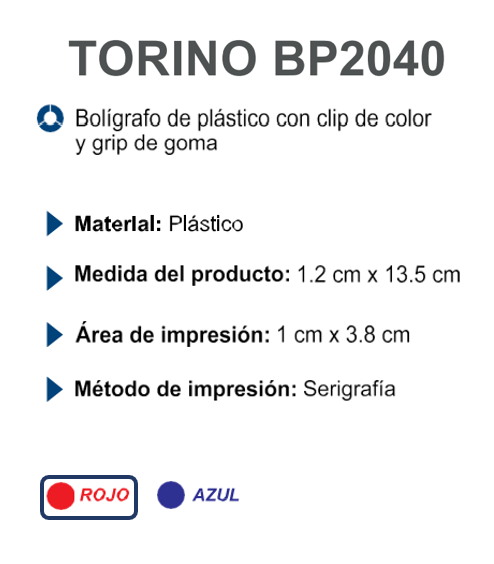 TORINO BP2040
Bolígrafo de plástico con clip de color
y grip de goma
Materlal: Plástico
Medida del producto: 1.2 cm x 13.5 cm
Área de impresión: 1 cm x 3.8 cm
Método de impresión: Serigrafía
ROJO AZUL